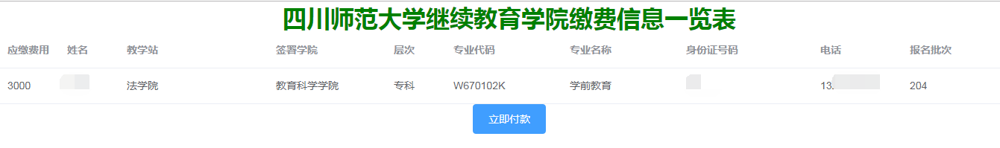 四川师范大学继续教育学院缴费信息一览表
应缴费用 姓名 教学站 签署学院 层次 专业代码 专业名称 身份证号码 电话 报名批次
3000 法学院 教育科学学院 专科 W670102K 学前教育 13 204
立即付款